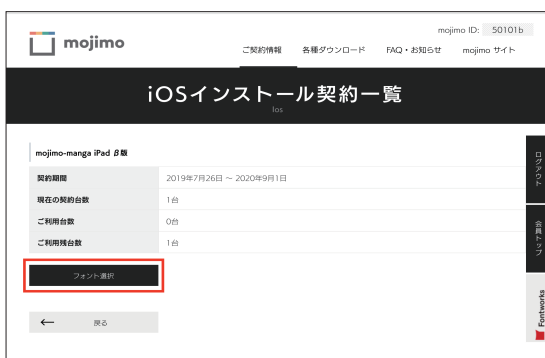 mojimo
mojimo ID: 50101b
ご契約情報 各種ダウンロード FAQ・お知らせ mojimo サイト
iOSインストール契約一覧
Ios
mojimo-manga iPad β版
契約期間 2019年7月26日 ~ 2020年9月1日
現在の契約台数 1台
ご利用台数 0台
ご利用残台数 1台
フォント選択
← 戻る
ログアウト
会員トップ
Fontworks